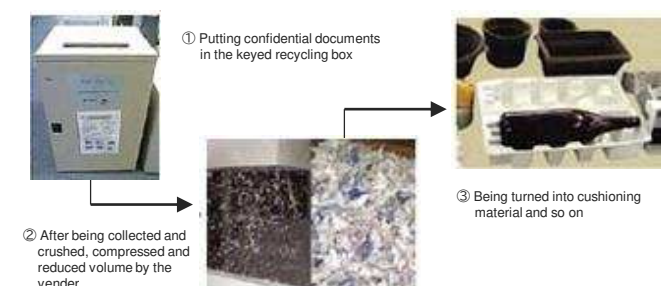 ① Putting confidential documents
in the keyed recycling box
② After being collected and
crushed, compressed and
reduced volume by the
vender
③ Being turned into cushioning
material and so on